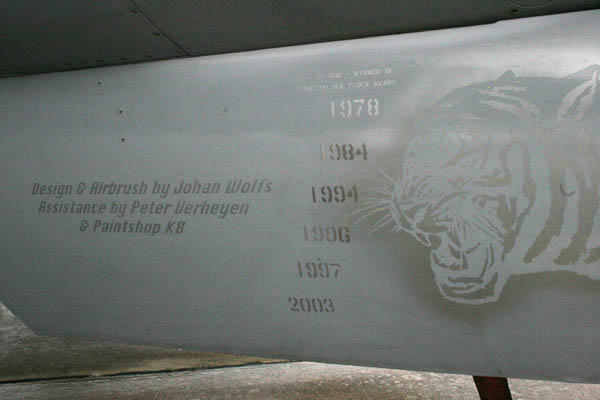 Design & Airbrush by Johan Wolfs
Assistance by Peter Verheyen
& Paintshop KB
31 SQN - WINNER OF
THE SILVER TIGER AWARD
1978
1984
1994
1996
1997
2003